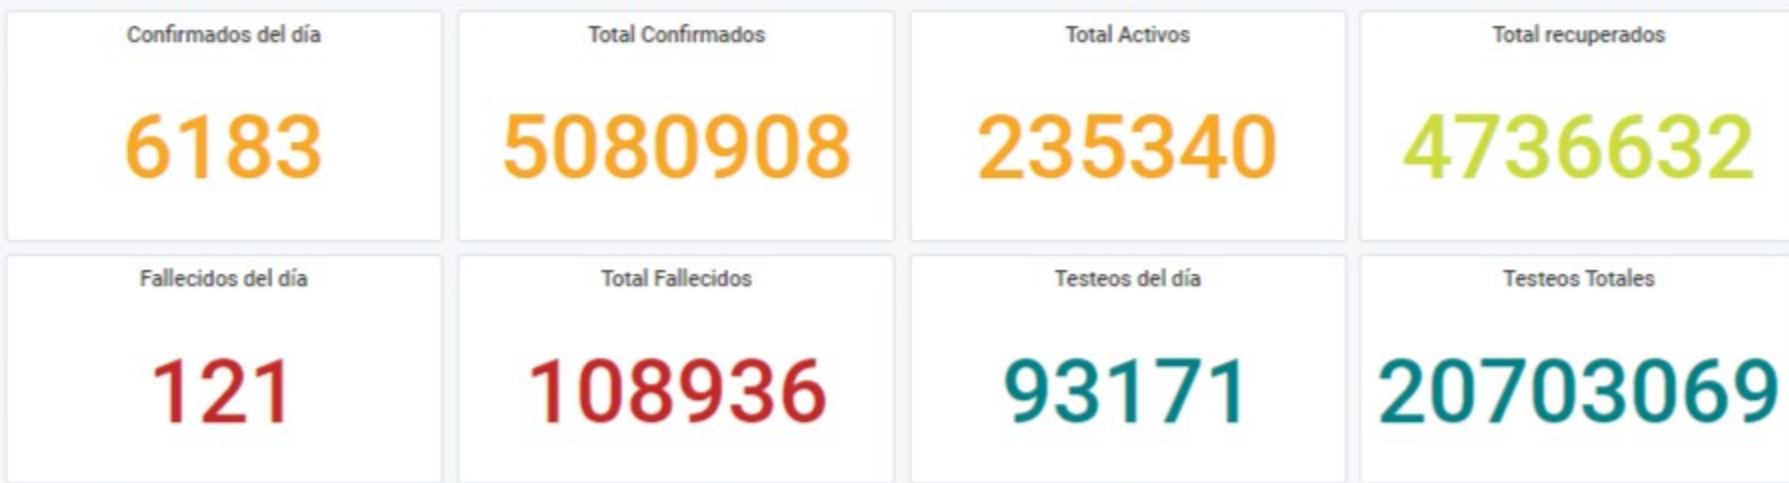 Confirmados del día
Total Confirmados
Total Activos
Total recuperados
6183
5080908
235340
4736632
Fallecidos del día
Total Fallecidos
Testeos del día
Testeos Totales
121
108936
93171
20703069